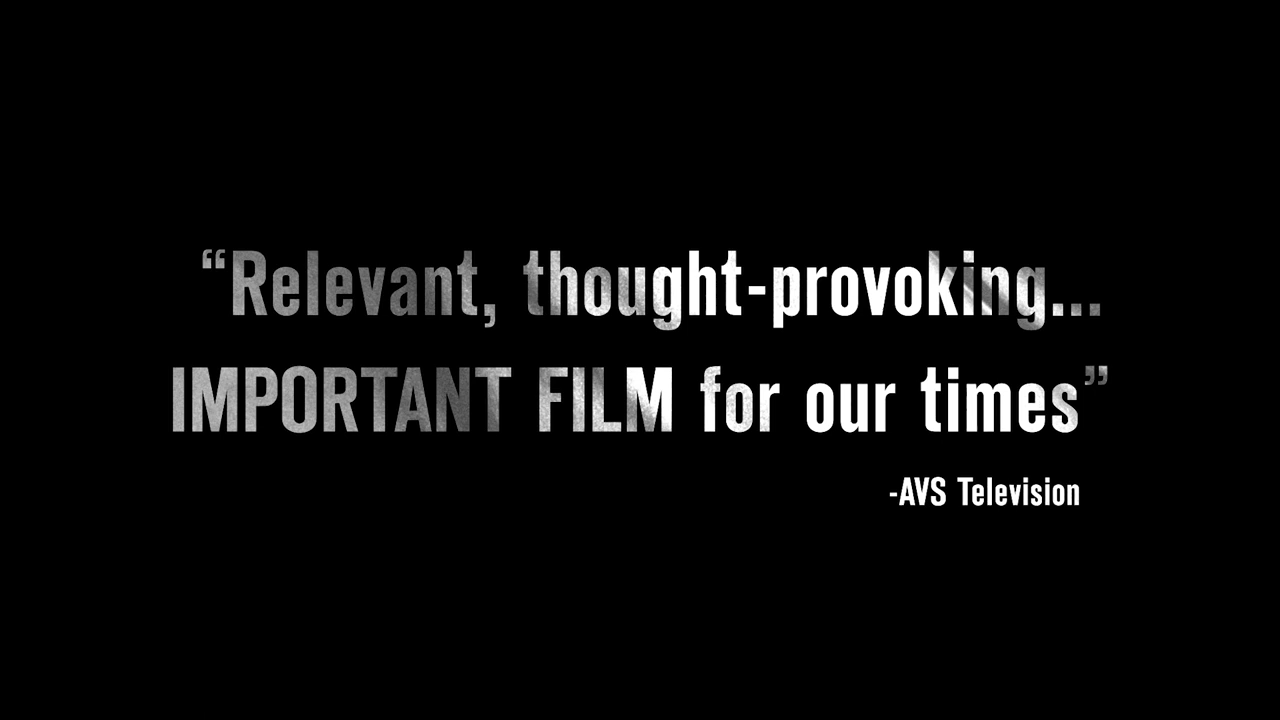 “Relevant, thought-provoking...
IMPORTANT FILM for our times”
-AVS Television